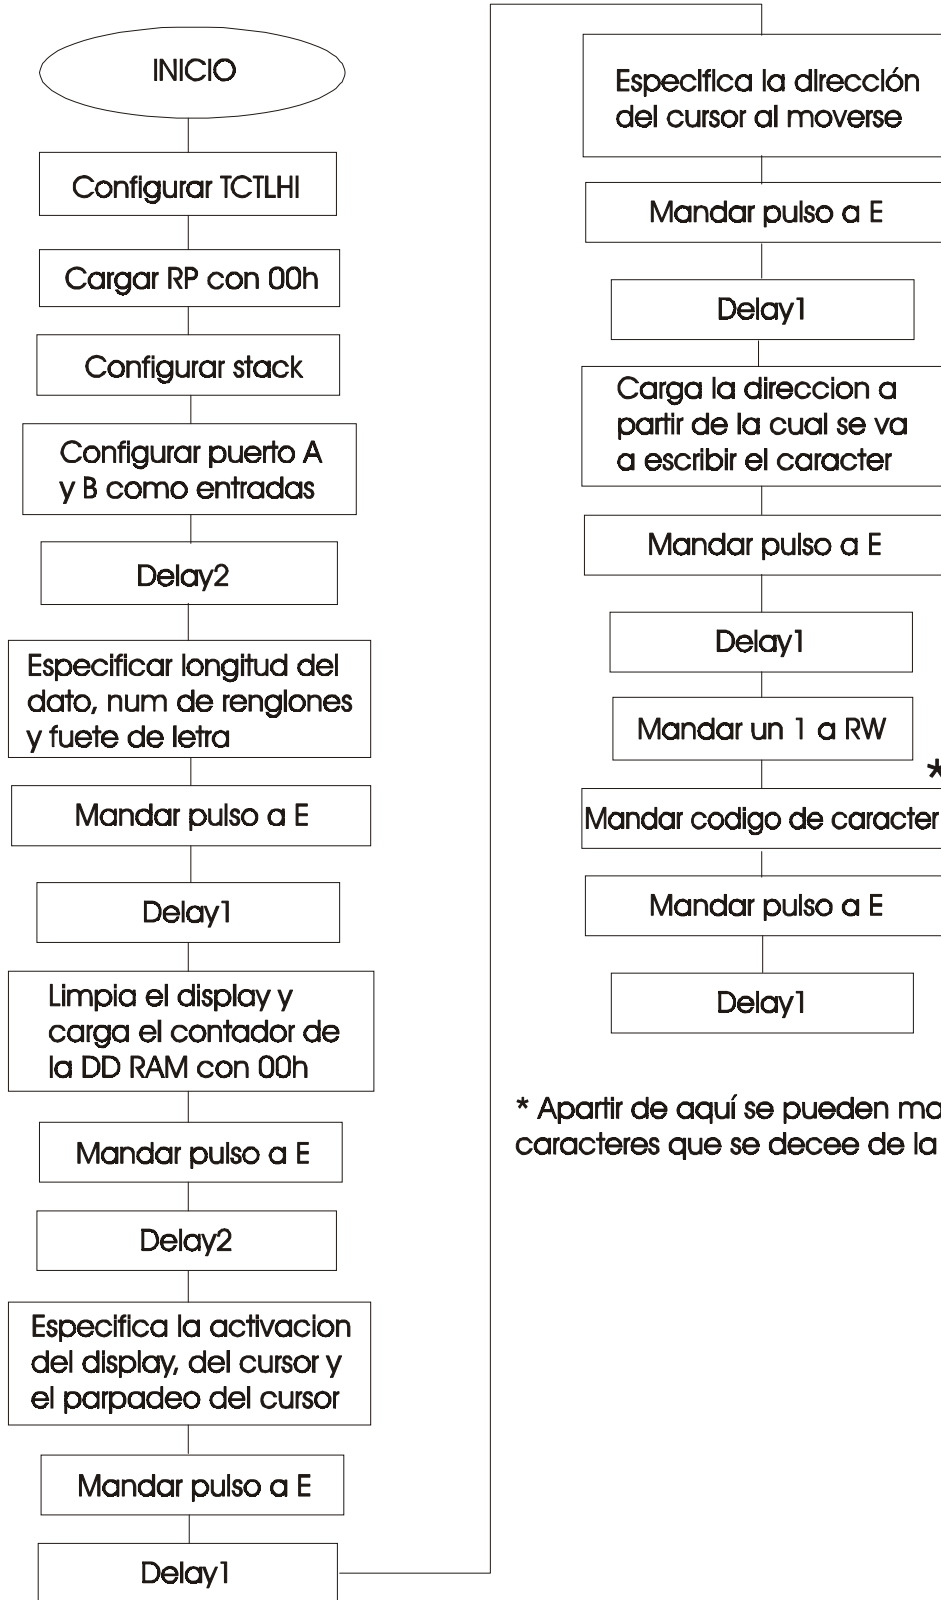 INICIO
Configurar TCTLHI
Cargar RP con 00h
Configurar stack
Configurar puerto A
y B como entradas
Delay2
Especificar longitud del
dato, num de renglones
y fuete de letra
Mandar pulso a E
Delay1
Limpia el display y
carga el contador de
la DD RAM con 00h
Mandar pulso a E
Delay2
Especifica la activacion
del display, del cursor y
el parpadeo del cursor
Mandar pulso a E
Delay1
Especifica la dirección
del cursor al moverse
Mandar pulso a E
Delay1
Carga la direccion a
partir de la cual se va
a escribir el caracter
Mandar pulso a E
Delay1
Mandar un 1 a RW
*
Mandar codigo de caracter
Mandar pulso a E
Delay1
* Apartir de aquí se pueden
caracteres que se decee de la